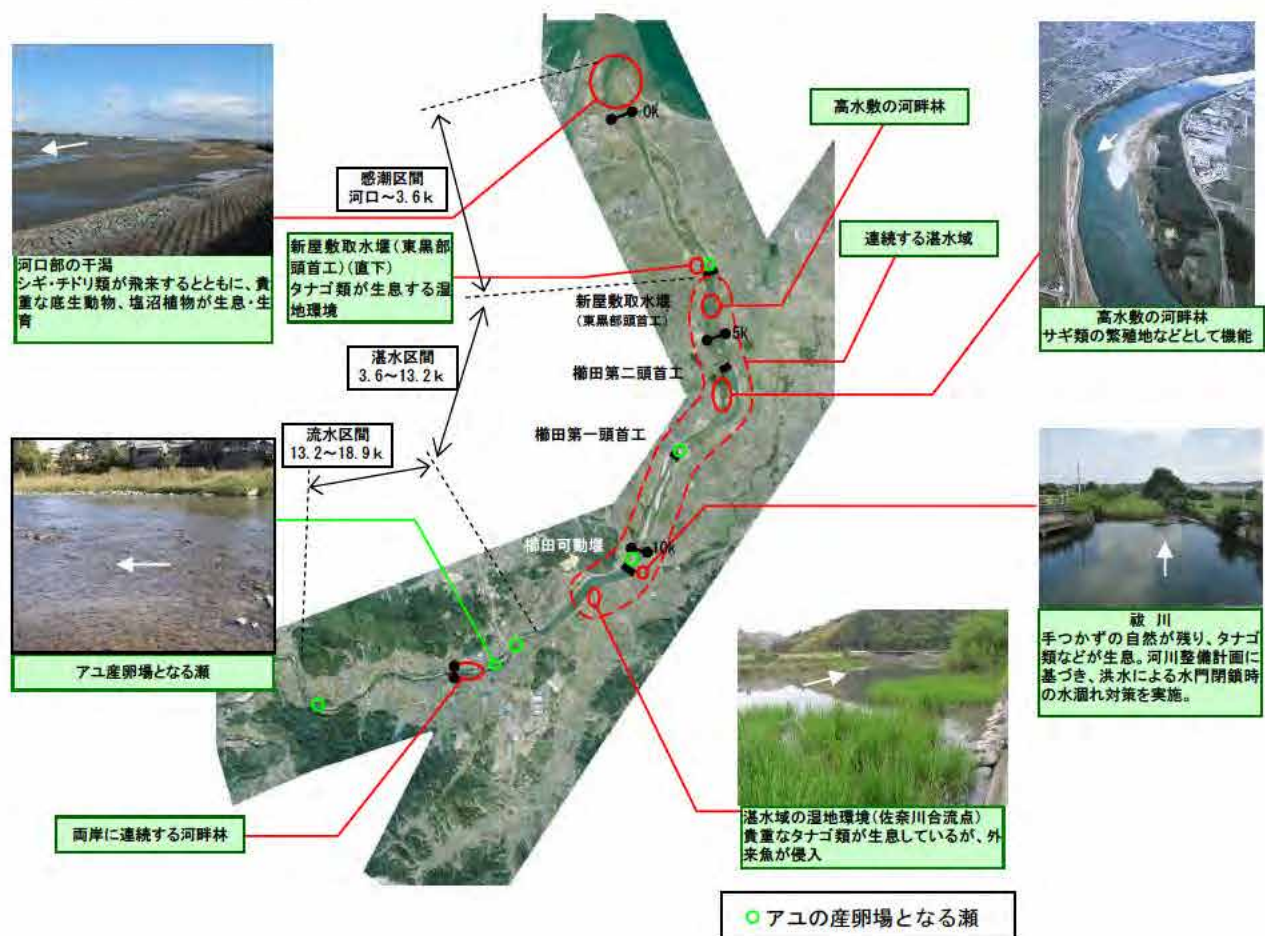 河口部の干潟
シギ・チドリ類が飛来するとともに、貴
重な底生動物、塩沼植物が生息・生
育
感潮区間
河口～3.6k
新屋敷取水堰(東黒部
頭首工)(直下)
タナゴ類が生息する湿
地環境
湛水区間
3.6～13.2k
流水区間
13.2～18.9k
アユ産卵場となる瀬
両岸に連続する河畔林
0K
新屋敷取水堰
(東黒部頭首工)
5k
櫛田第二頭首工
櫛田第一頭首工
櫛田可動堰
10k
高水敷の河畔林
連続する湛水域
高水敷の河畔林
サギ類の繁殖地などとして機能
祓川
手つかずの自然が残り、タナゴ
類などが生息。河川整備計画に
基づき、洪水による水門閉鎖時
の水涸れ対策を実施。
湛水域の湿地環境(佐奈川合流点)
貴重なタナゴ類が生息しているが、外
来魚が侵入
アユの産卵場となる瀬